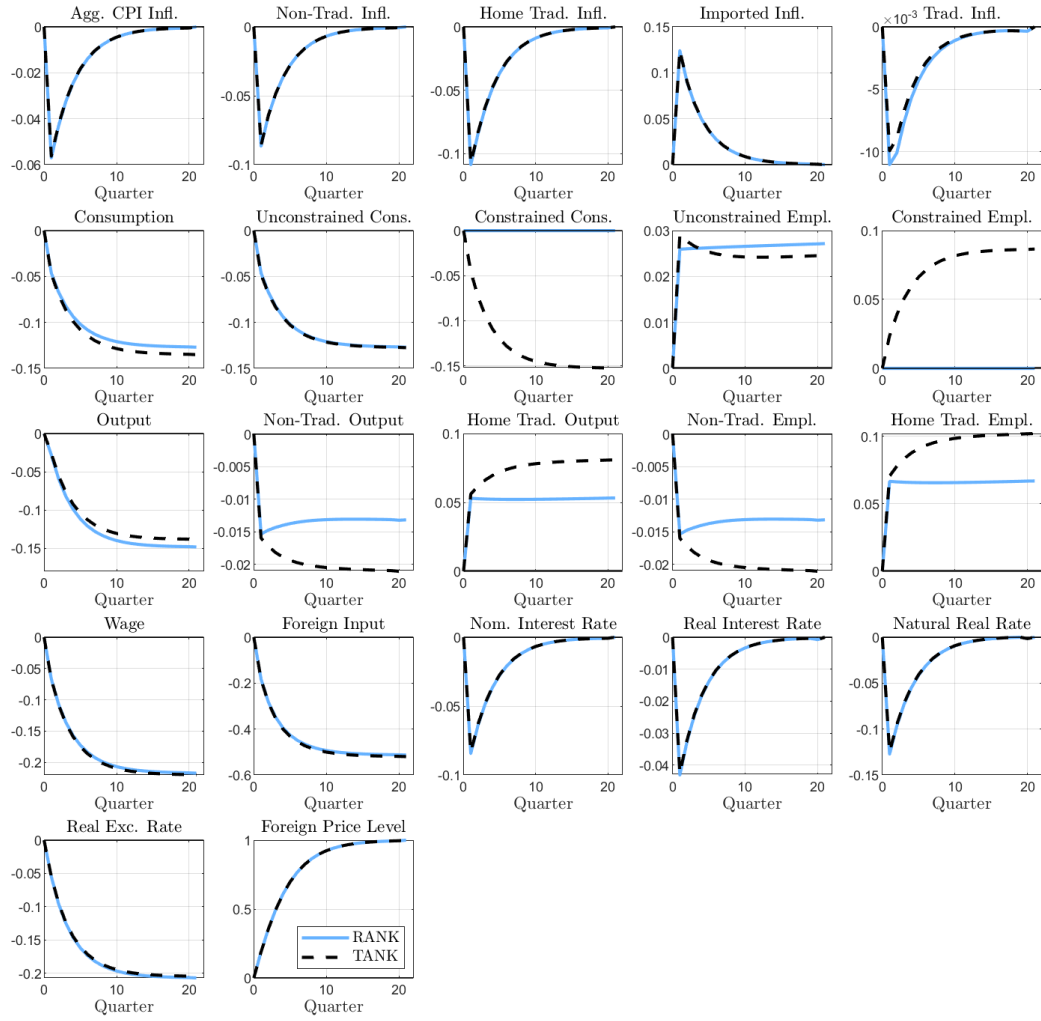 Agg. CPI Infl.
Non-Trad. Infl.
Home Trad. Infl.
Imported Infl.
×10⁻³ Trad. Infl.
0
-0.02
-0.04
-0.06
0 10 20
Quarter
0
-0.05
-0.1
0 10 20
Quarter
0
-0.05
-0.1
0 10 20
Quarter
0.15
0.1
0.05
0
0 10 20
Quarter
0
-5
-10
0 10 20
Quarter
Consumption
Unconstrained Cons.
Constrained Cons.
Unconstrained Empl.
Constrained Empl.
0
-0.05
-0.1
-0.15
0 10 20
Quarter
0
-0.05
-0.1
-0.15
0 10 20
Quarter
0
-0.05
-0.1
-0.15
0 10 20
Quarter
0.03
0.02
0.01
0
0 10 20
Quarter
0.1
0.05
0
0 10 20
Quarter
Output
Non-Trad. Output
Home Trad. Output
Non-Trad. Empl.
Home Trad. Empl.
0
-0.05
-0.1
-0.15
0 10 20
Quarter
0
-0.005
-0.01
-0.015
-0.02
0 10 20
Quarter
0.1
0.05
0
0 10 20
Quarter
0
-0.005
-0.01
-0.015
-0.02
0 10 20
Quarter
0.1
0.05
0
0 10 20
Quarter
Wage
Foreign Input
Nom. Interest Rate
Real Interest Rate
Natural Real Rate
0
-0.05
-0.1
-0.15
-0.2
0 10 20
Quarter
0
-0.2
-0.4
-0.6
0 10 20
Quarter
0
-0.05
-0.1
0 10 20
Quarter
0
-0.01
-0.02
-0.03
-0.04
0 10 20
Quarter
0
-0.05
-0.1
-0.15
0 10 20
Quarter
Real Exc. Rate
Foreign Price Level
0
-0.05
-0.1
-0.15
-0.2
0 10 20
Quarter
1
0.5
0
RANK
TANK
0 10 20
Quarter